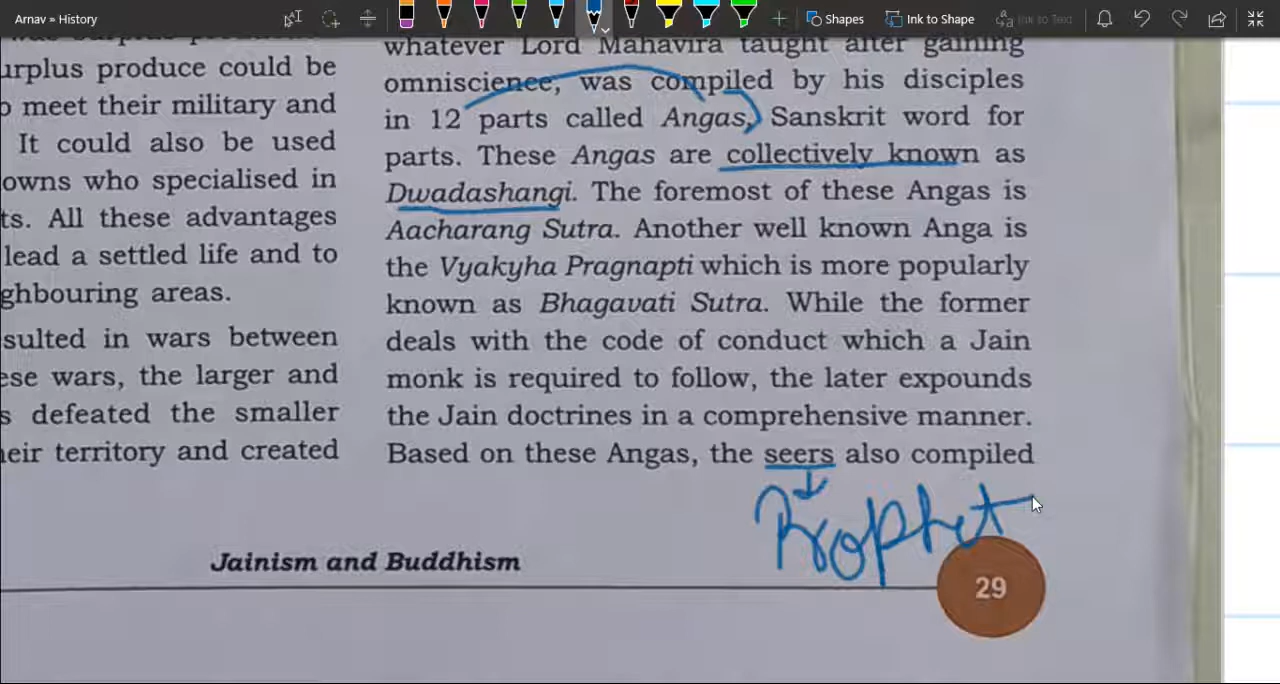 Arnav » History
Shapes
Ink to Shape
Ink to Text
urplus produce could be
meet their military and
It could also be used
owns who specialised in
ts. All these advantages
lead a settled life and to
ghbouring areas.
sulted in wars between
ese wars, the larger and
s defeated the smaller
eir territory and created
whatever Lord Mahavira taught after gaining
omniscience, was compiled by his disciples
in 12 parts called Angas, Sanskrit word for
parts. These Angas are collectively known as
Dwadashangi. The foremost of these Angas is
Aacharang Sutra. Another well known Anga is
the Vyakyha Pragnapti which is more popularly
known as Bhagavati Sutra. While the former
deals with the code of conduct which a Jain
monk is required to follow, the later expounds
the Jain doctrines in a comprehensive manner.
Based on these Angas, the seers also compiled
Prophet
Jainism and Buddhism
29